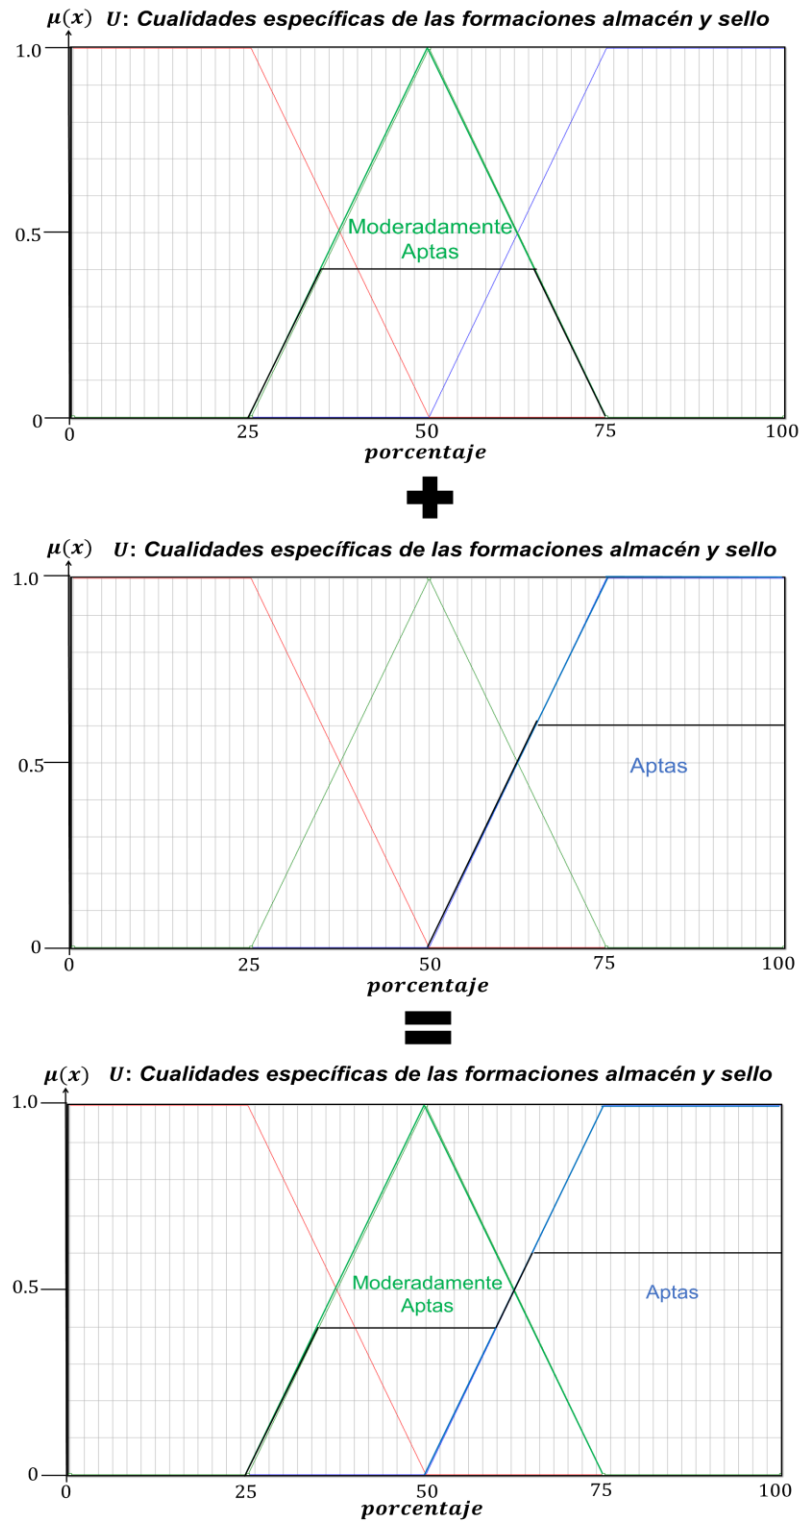 μ(x) U: Cualidades específicas de las formaciones almacén y sello
1.0
0.5
Moderadamente
Aptas
0
0 25 50 75 100
porcentaje
+
μ(x) U: Cualidades específicas de las formaciones almacén y sello
1.0
0.5
Aptas
0
0 25 50 75 100
porcentaje
=
μ(x) U: Cualidades específicas de las formaciones almacén y sello
1.0
0.5
Moderadamente
Aptas
Aptas
0
0 25 50 75 100
porcentaje